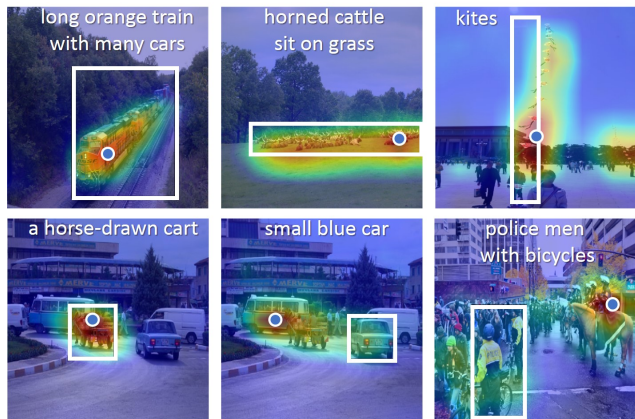 long orange train
with many cars
horned cattle
sit on grass
kites
a horse-drawn cart
small blue car
police men
with bicycles